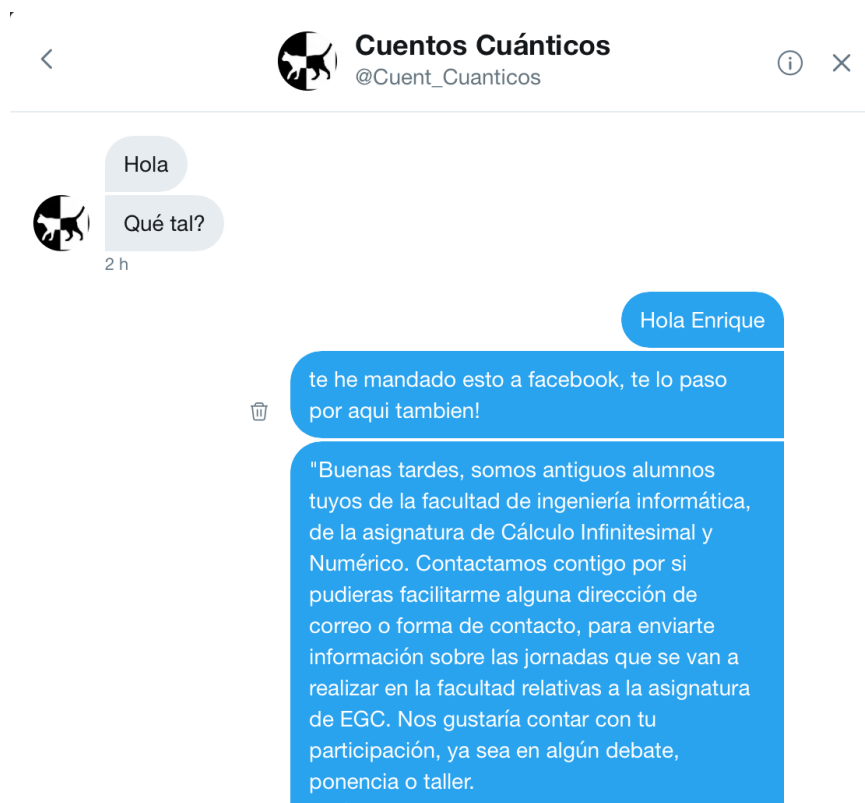 Cuentos Cuánticos
@Cuent_Cuanticos
Hola
Qué tal?
2 h
Hola Enrique
te he mandado esto a facebook, te lo paso
por aqui tambien!
"Buenas tardes, somos antiguos alumnos
tuyos de la facultad de ingeniería informática,
de la asignatura de Cálculo Infinitesimal y
Numérico. Contactamos contigo por si
pudieras facilitarme alguna dirección de
correo o forma de contacto, para enviarte
información sobre las jornadas que se van a
realizar en la facultad relativas a la asignatura
de EGC. Nos gustaría contar con tu
participación, ya sea en algún debate,
ponencia o taller.